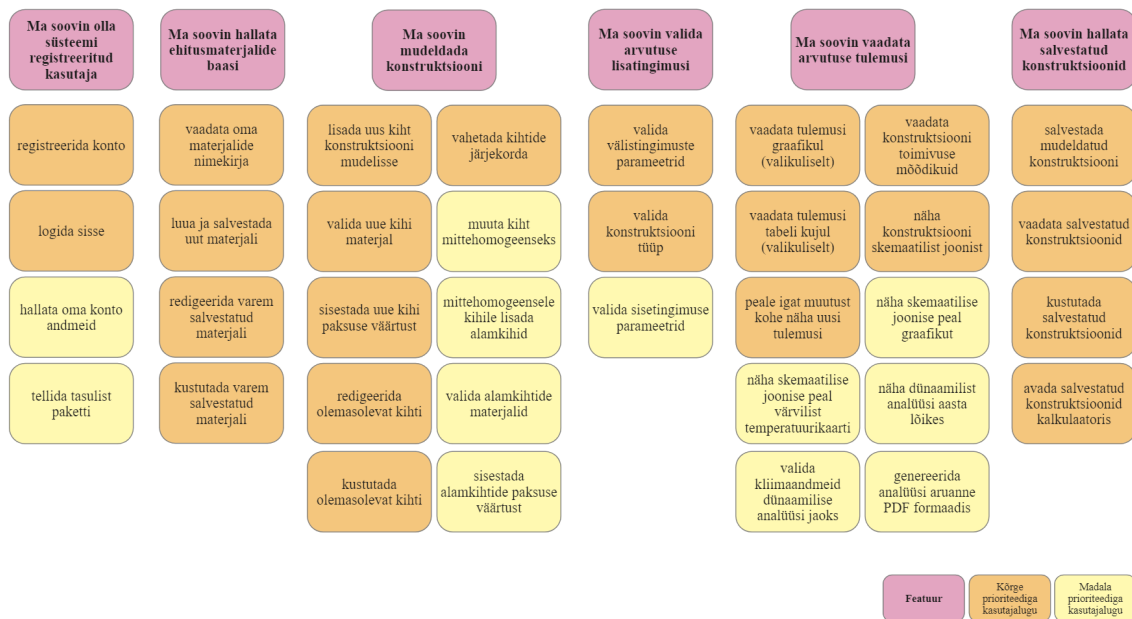 Ma soovin olla
süsteemi
registreeritud
kasutaja
registreerida konto
logida sisse
hallata oma konto
andmeid
tellida tasulist
paketti
Ma soovin hallata
ehitusmaterjalide
baasi
vaadata oma
materjalide
nimekirja
luua ja salvestada
uut materjali
redigeerida varem
salvestatud
materjali
kustutada varem
salvestatud
materjali
Ma soovin
mudeldada
konstruktsiooni
lisada uus kiht
konstruktsiooni
mudelisse
valida uue kihi
materjal
sisestada uue kihi
paksuse väärtust
redigeerida
olemasolevat kihti
kustutada
olemasolevat kihti
vahetada kihtide
järjekorda
muuta kiht
mittehomogeenseks
mittehomogeensele
kihile lisada
alamkihid
valida alamkihtide
materjalid
sisestada
alamkihtide paksuse
väärtust
Ma soovin valida
arvutuse
lisatingimusi
valida
välistingimuste
parameetrid
valida
konstruktsiooni
tüüp
valida sisetingimuse
parameetrid
Ma soovin vaadata
arvutuse tulemusi
vaadata tulemusi
graafikul
(valikuliselt)
vaadata tulemusi
tabeli kujul
(valikuliselt)
peale igat muutust
kohe näha uusi
tulemusi
näha skemaatilise
joonise peal
värvilist
temperatuurikaarti
valida
kliimaandmeid
dünaamilise
analüüsi jaoks
vaadata
konstruktsiooni
toimivuse
mõõdikuid
näha
konstruktsiooni
skemaatilist joonist
näha skemaatilise
joonise peal
graafikut
näha dünaamilist
analüüsi aasta
lõikes
genereerida
analüüsi aruanne
PDF formaadis
Ma soovin hallata
salvestatud
konstruktsioonid
salvestada
mudeldatud
konstruktsiooni
vaadata salvestatud
konstruktsioonid
kustutada
salvestatud
konstruktsioonid
avada salvestatud
konstruktsioonid
kalkulaatoris
Featuur
Kõrge
prioriteediga
kasutajalugu
Madala
prioriteediga
kasutajalugu